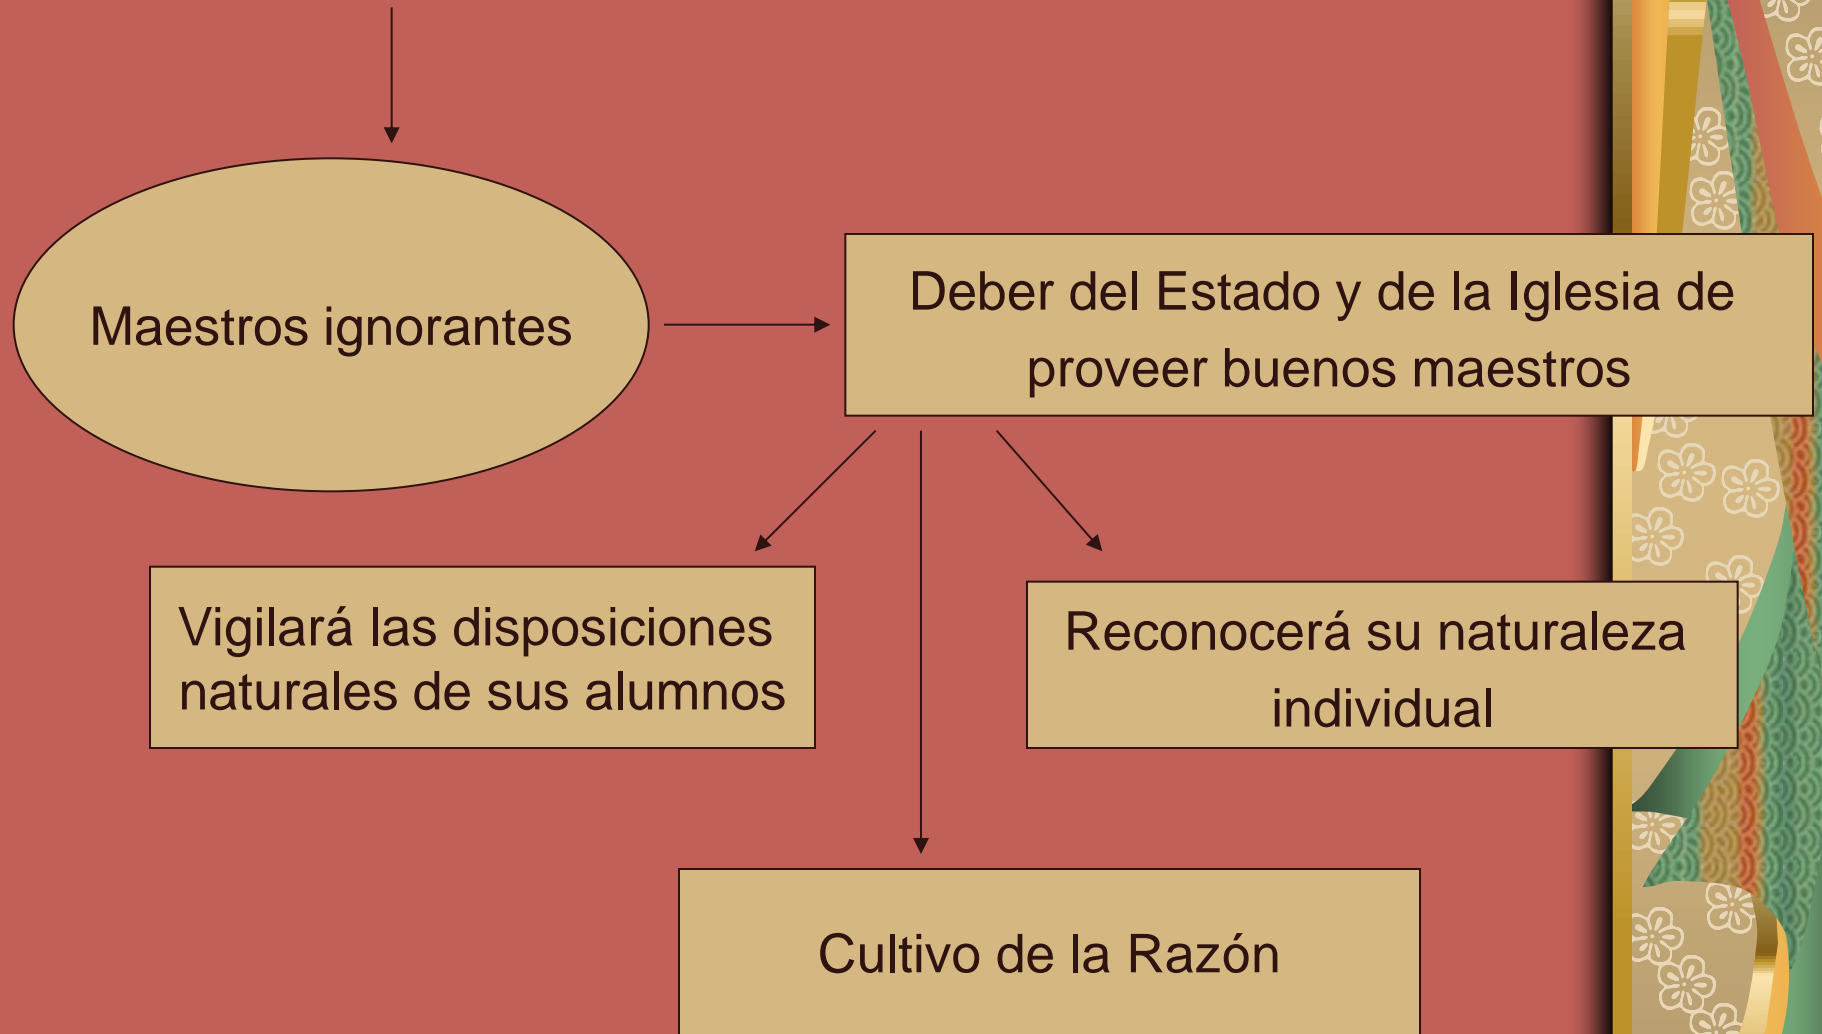 Maestros ignorantes
Deber del Estado y de la Iglesia de
proveer buenos maestros
Vigilará las disposiciones
naturales de sus alumnos
Reconocerá su naturaleza
individual
Cultivo de la Razón